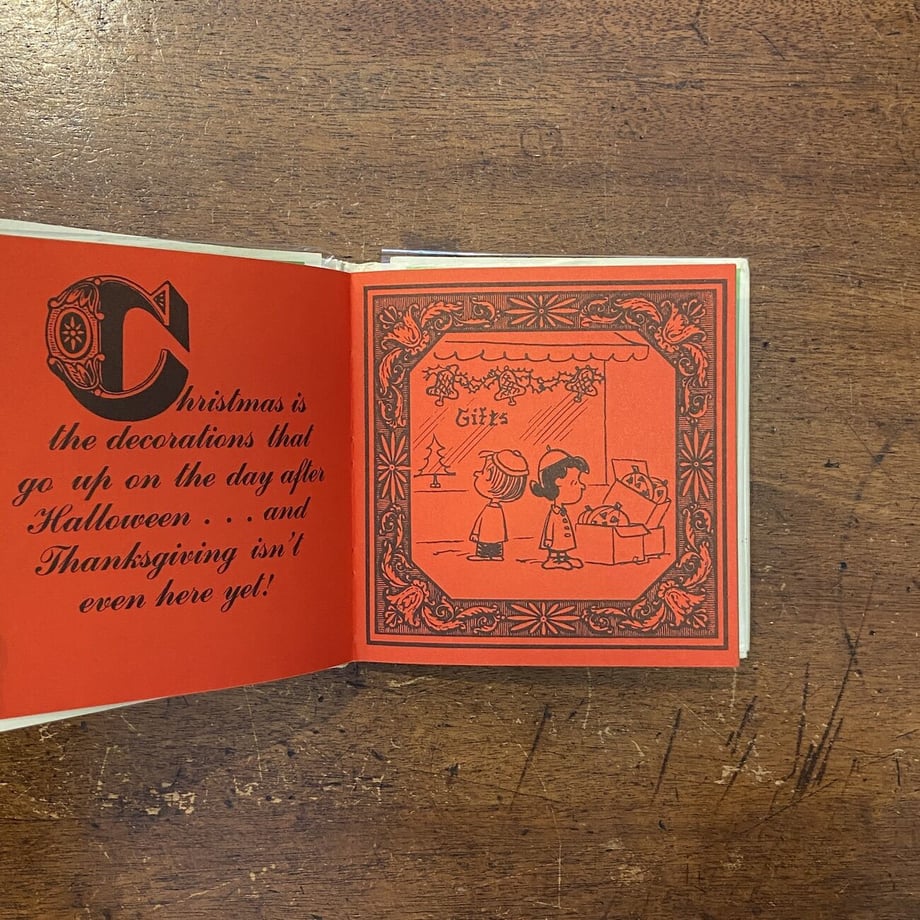 Christmas is
the decorations that
go up on the day after
Halloween . . . and
Thanksgiving isn't
even here yet!
Gifts